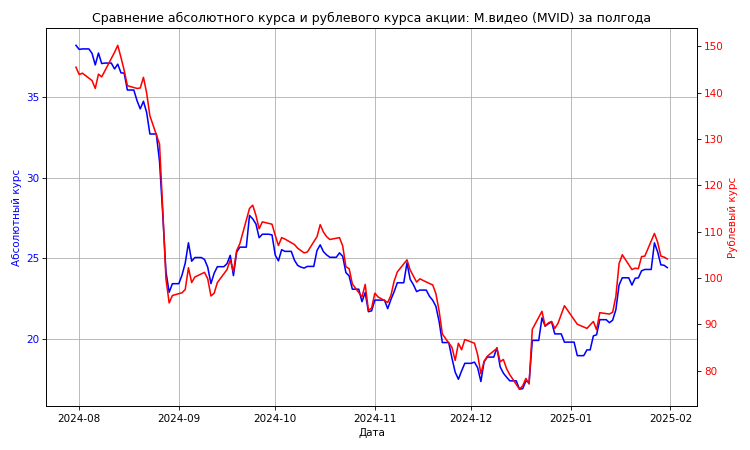 Сравнение абсолютного курса и рублевого курса акции: М.видео (MVID) за полгода
35
30
25
20
Абсолютный курс
150
140
130
120
110
100
90
80
Рублевый курс
2024-08 2024-09 2024-10 2024-11 2024-12 2025-01 2025-02
Дата